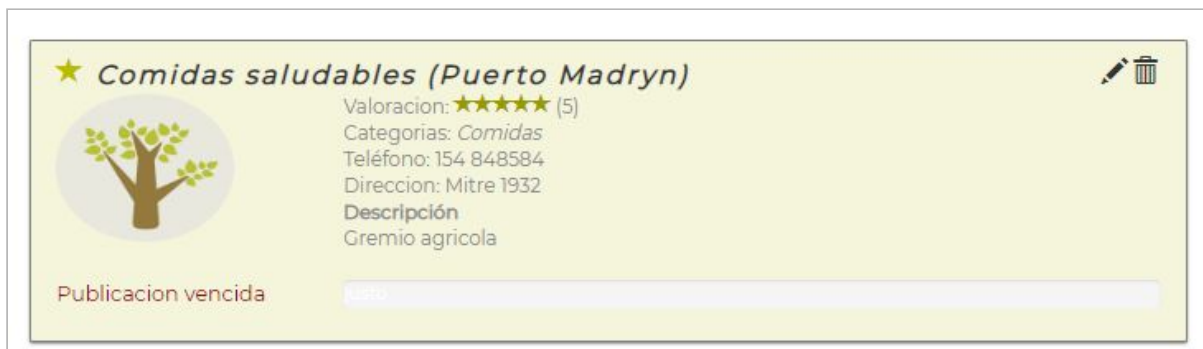 Comidas saludables (Puerto Madryn)
Valoracion: ★★★★★ (5)
Categorias: Comidas
Teléfono: 154 848584
Direccion: Mitre 1932
Descripción
Gremio agricola
Publicacion vencida